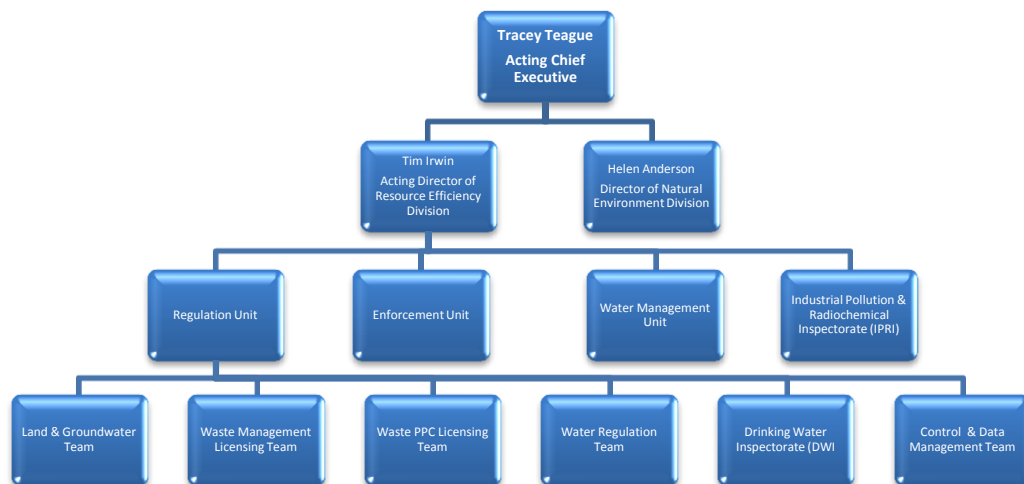 Tracey Teague
Acting Chief
Executive
Tim Irwin
Acting Director of
Resource Efficiency
Division
Helen Anderson
Director of Natural
Environment Division
Regulation Unit
Enforcement Unit
Water Management
Unit
Industrial Pollution &
Radiochemical
Inspectorate (IPRI)
Land & Groundwater
Team
Waste Management
Licensing Team
Waste PPC Licensing
Team
Water Regulation
Team
Drinking Water
Inspectorate (DWI
Control & Data
Management Team